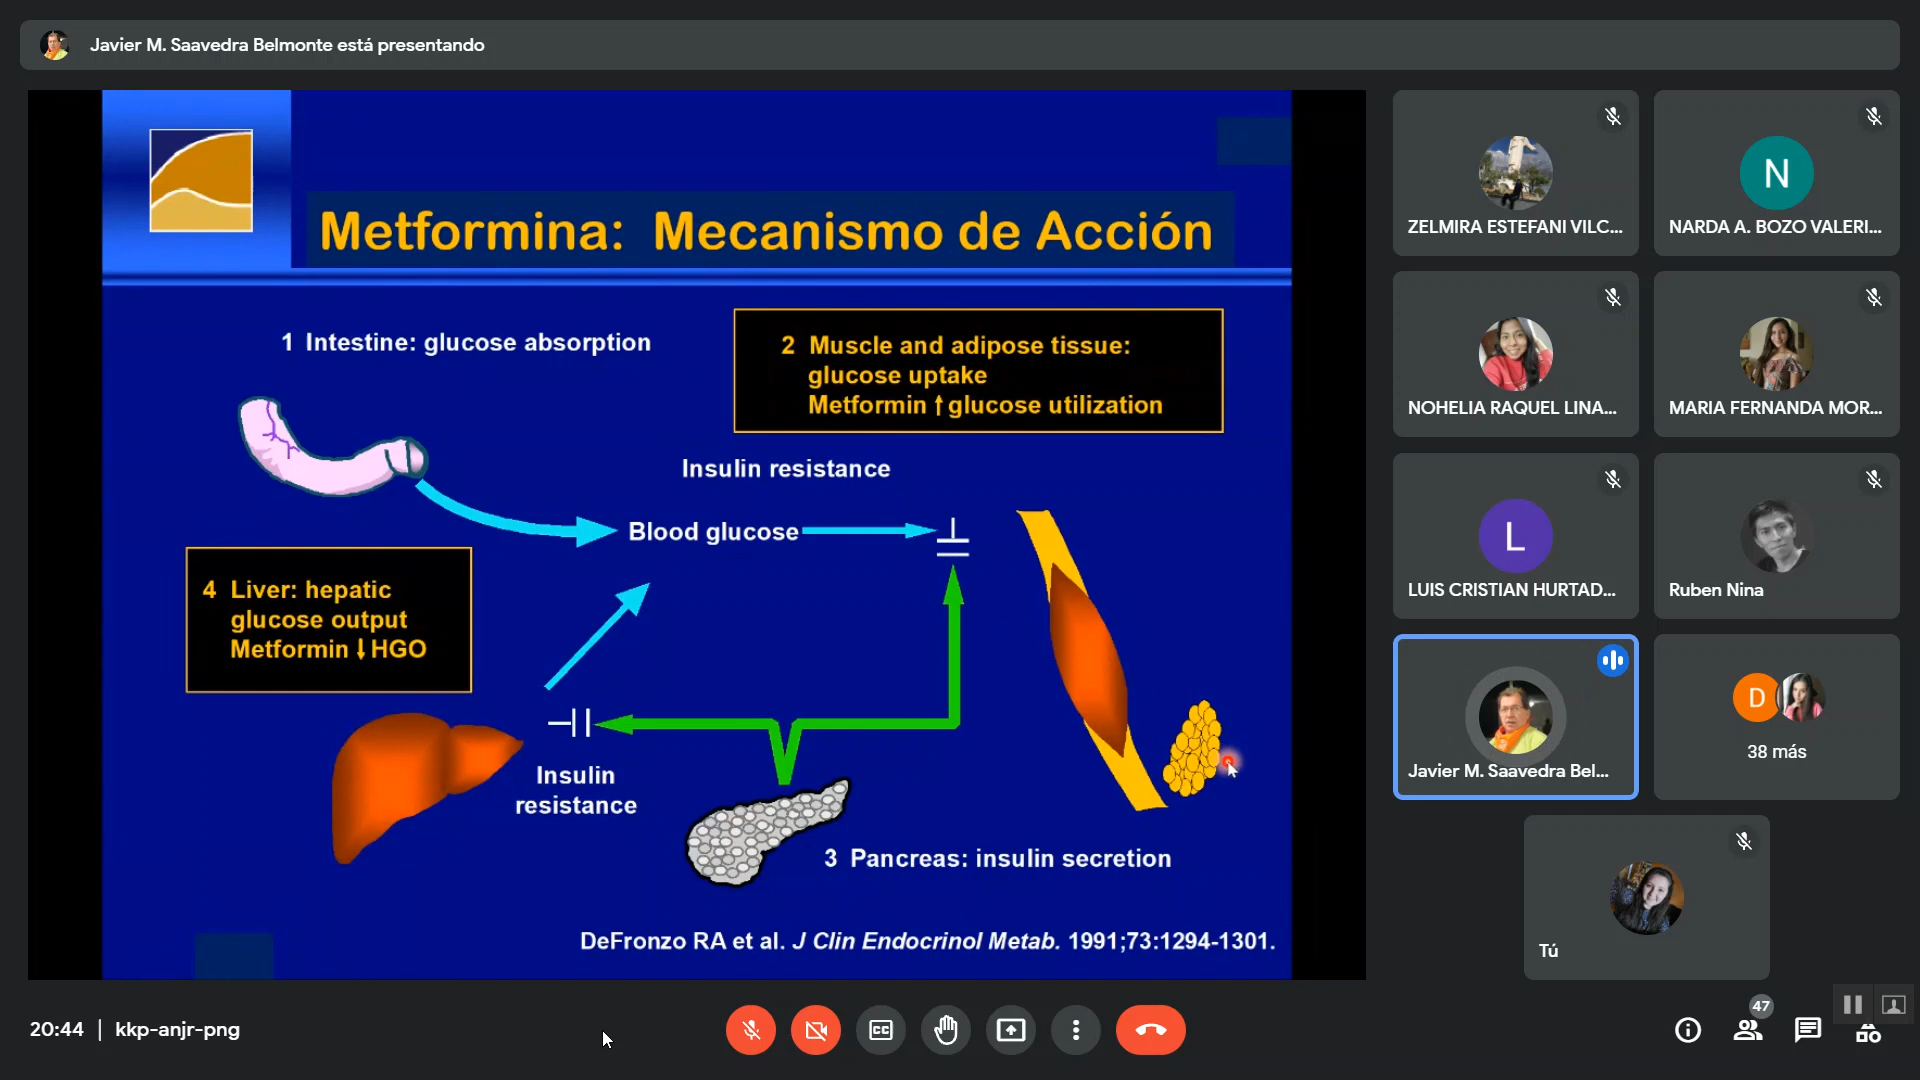 Javier M. Saavedra Belmonte está presentando
Metformina: Mecanismo de Acción
1 Intestine: glucose absorption
2 Muscle and adipose tissue:
glucose uptake
Metformin ↑ glucose utilization
Insulin resistance
Blood glucose
4 Liver: hepatic
glucose output
Metformin ↓ HGO
Insulin
resistance
3 Pancreas: insulin secretion
DeFronzo RA et al. J Clin Endocrinol Metab. 1991;73:1294-1301.
ZELMIRA ESTEFANI VILC...
N
NARDA A. BOZO VALERI...
NOHELIA RAQUEL LINA...
MARIA FERNANDA MOR...
L
LUIS CRISTIAN HURTAD...
Ruben Nina
Javier M. Saavedra Bel...
D
38 más
Tú
20:44 | kkp-anjr-png
CC
47